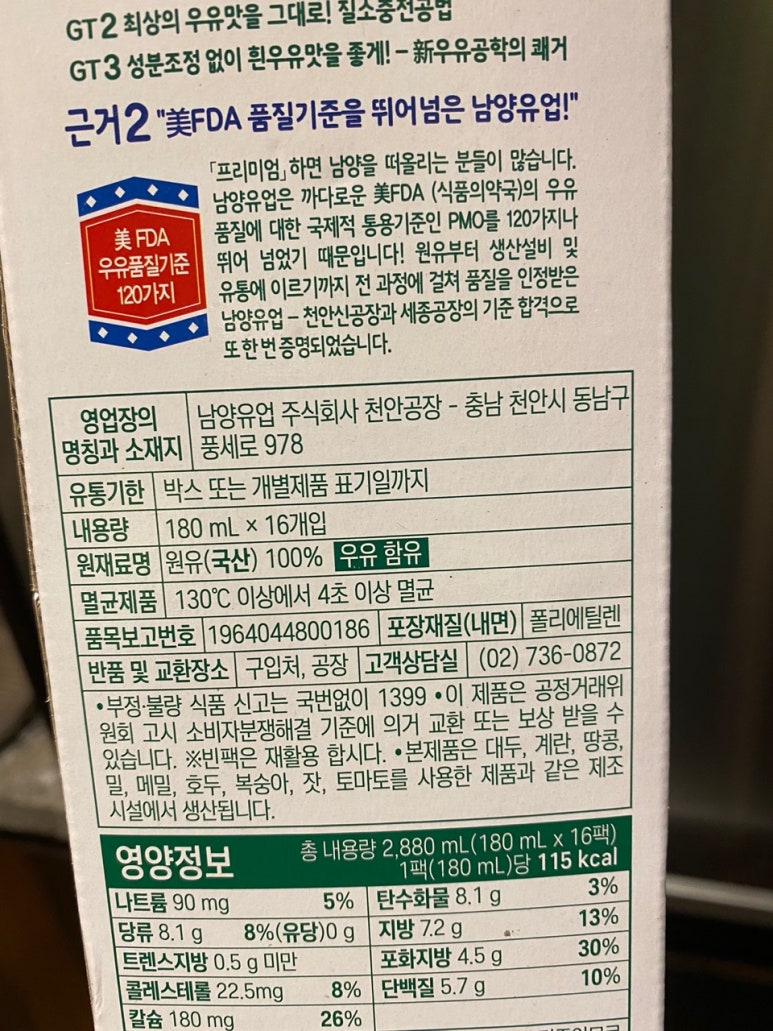 GT2 최상의 우유맛을 그대로! 질소충전공법
GT3 성분조정 없이 흰우유맛을 좋게! – 新우유공학의 쾌거
근거2 "美FDA 품질기준을 뛰어넘은 남양유업!"
「프리미엄」하면 남양을 떠올리는 분들이 많습니다.
남양유업은 까다로운 美FDA (식품의약국)의 우유
품질에 대한 국제적 통용기준인 PMO를 120가지나
뛰어 넘었기 때문입니다! 원유부터 생산설비 및
유통에 이르기까지 전 과정에 걸쳐 품질을 인정받은
남양유업 – 천안신공장과 세종공장의 기준 합격으로
또 한 번 증명되었습니다.
美 FDA
우유품질기준
120가지
영업장의 명칭과 소재지 남양유업 주식회사 천안공장 - 충남 천안시 동남구
풍세로 978
유통기한 박스 또는 개별제품 표기일까지
내용량 180 mL × 16개입
원재료명 원유(국산) 100% 우유 함유
멸균제품 130℃ 이상에서 4초 이상 멸균
품목보고번호 1964044800186 포장재질(내면) 폴리에틸렌
반품 및 교환장소 구입처, 공장 고객상담실 (02) 736-0872
•부정·불량 식품 신고는 국번없이 1399 •이 제품은 공정거래위
원회 고시 소비자분쟁해결 기준에 의거 교환 또는 보상 받을 수
있습니다. ※빈팩은 재활용 합시다. •본제품은 대두, 계란, 땅콩,
밀, 메밀, 호두, 복숭아, 잣, 토마토를 사용한 제품과 같은 제조
시설에서 생산됩니다.
영양정보 총 내용량 2,880 mL(180 mL x 16팩)
1팩(180 mL)당 115 kcal
나트륨 90 mg 5% 탄수화물 8.1 g 3%
당류 8.1 g 8%(유당)0 g 지방 7.2 g 13%
트렌스지방 0.5 g 미만 포화지방 4.5 g 30%
콜레스테롤 22.5mg 8% 단백질 5.7 g 10%
칼슘 180 mg 26%